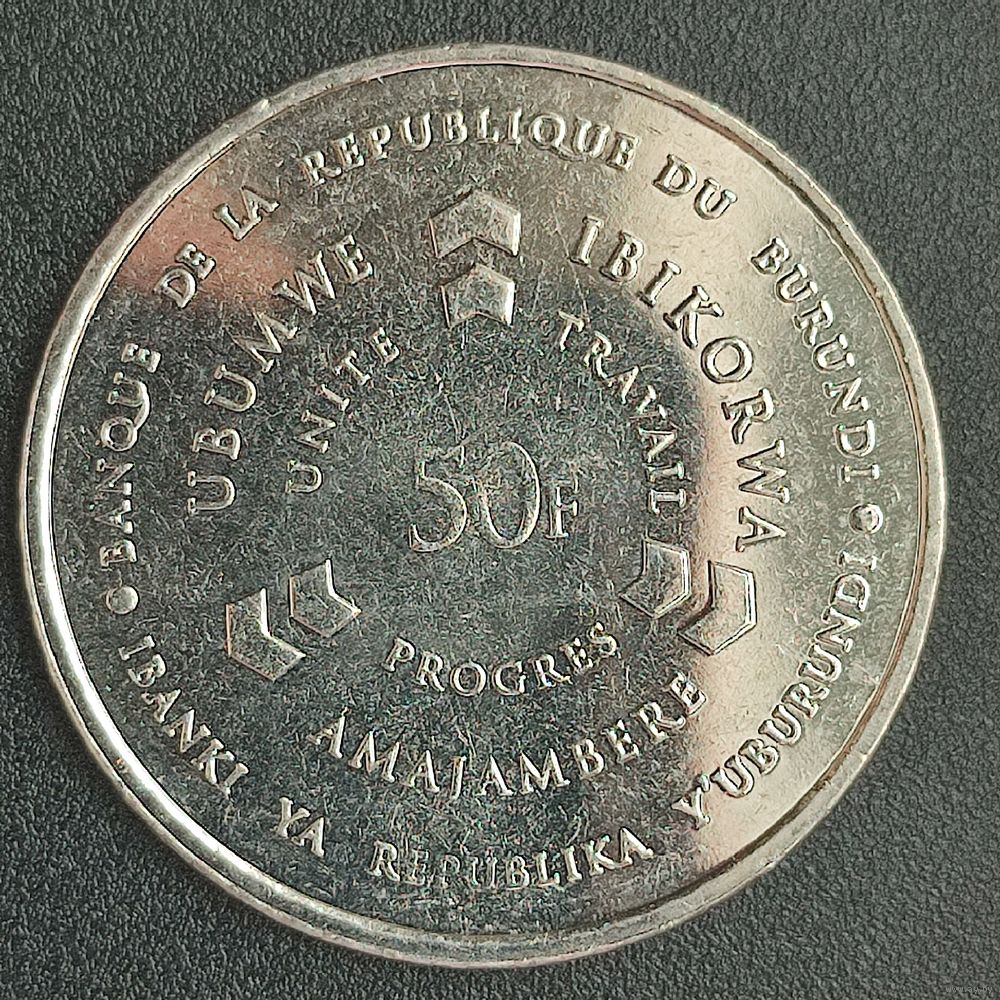 BANQUE DE LA REPUBLIQUE DU BURUNDI
IBANKI YA REPUBLIKA Y'UBURUNDI
UBUMWE
IBIKORWA
AMAJAMBERE
UNITE
TRAVAIL
PROGRES
50F